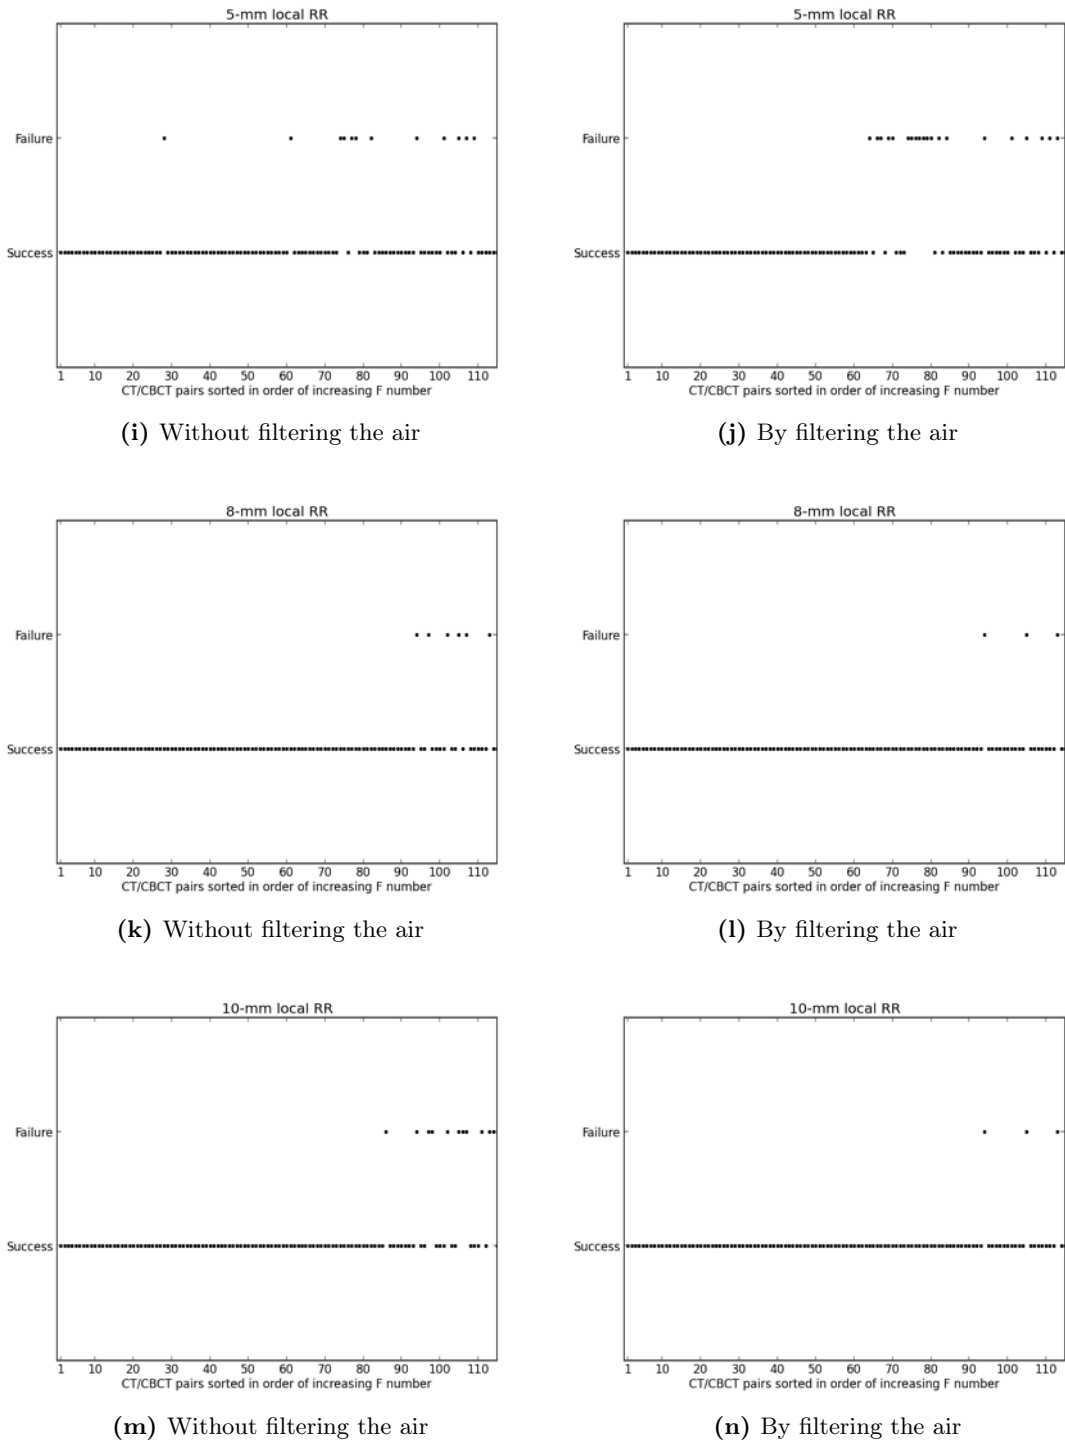 5-mm local RR
Failure
Success
1 10 20 30 40 50 60 70 80 90 100 110
CT/CBCT pairs sorted in order of increasing F number
(i) Without filtering the air
5-mm local RR
Failure
Success
1 10 20 30 40 50 60 70 80 90 100 110
CT/CBCT pairs sorted in order of increasing F number
(j) By filtering the air
8-mm local RR
Failure
Success
1 10 20 30 40 50 60 70 80 90 100 110
CT/CBCT pairs sorted in order of increasing F number
(k) Without filtering the air
8-mm local RR
Failure
Success
1 10 20 30 40 50 60 70 80 90 100 110
CT/CBCT pairs sorted in order of increasing F number
(l) By filtering the air
10-mm local RR
Failure
Success
1 10 20 30 40 50 60 70 80 90 100 110
CT/CBCT pairs sorted in order of increasing F number
(m) Without filtering the air
10-mm local RR
Failure
Success
1 10 20 30 40 50 60 70 80 90 100 110
CT/CBCT pairs sorted in order of increasing F number
(n) By filtering the air